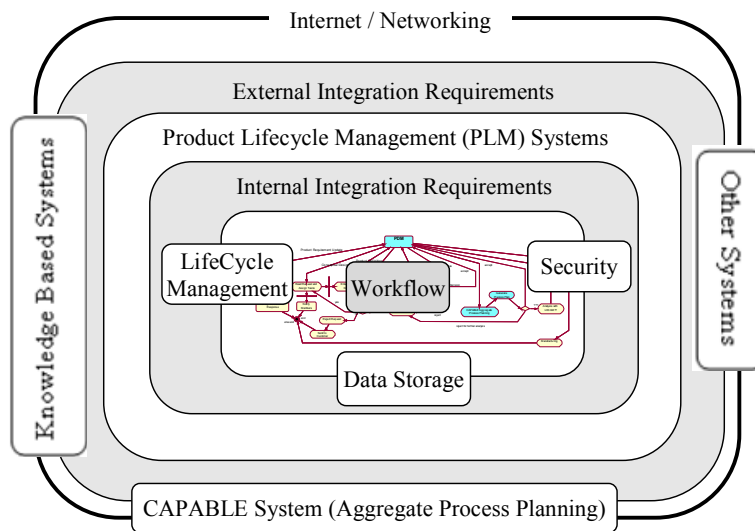 Internet / Networking
External Integration Requirements
Product Lifecycle Management (PLM) Systems
Internal Integration Requirements
Knowledge Based Systems
Other Systems
PDM
LifeCycle
Management
Workflow
Security
Data Storage
CAPABLE System (Aggregate Process Planning)